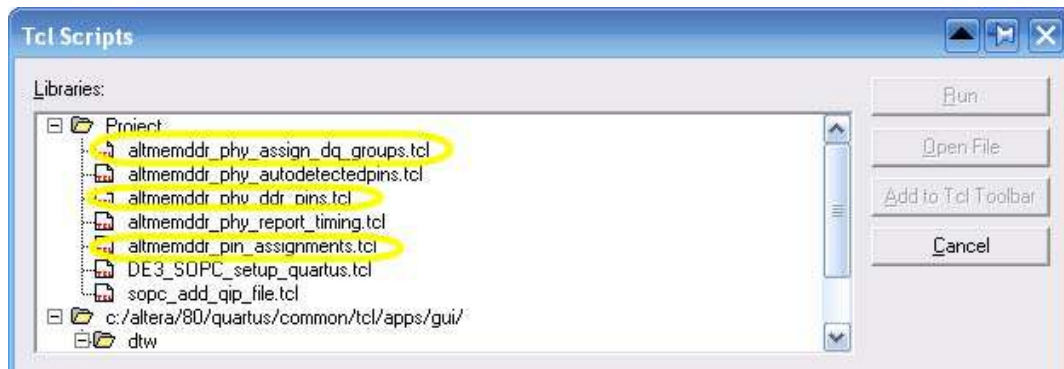 Tcl Scripts
Libraries:
Project
altmemddr_phy_assign_dq_groups.tcl
altmemddr_phy_autodetectedpins.tcl
altmemddr_phy_ddr_pins.tcl
altmemddr_phy_report_timing.tcl
altmemddr_pin_assignments.tcl
DE3_SOPC_setup_quartus.tcl
sopc_add_qip_file.tcl
c:/altera/80/quartus/common/tcl/apps/gui/
dtw
Run
Open File
Add to Tcl Toolbar
Cancel